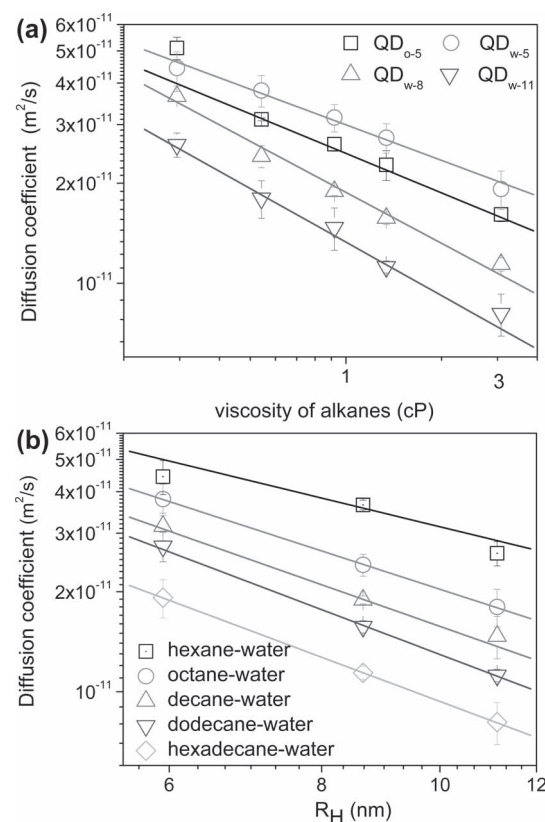 (a)
6x10⁻¹¹
5x10⁻¹¹
4x10⁻¹¹
3x10⁻¹¹
2x10⁻¹¹
10⁻¹¹
Diffusion coefficient (m²/s)
QD₀₋₅ QDw-5
QDw-8 QDw-11
1 3
viscosity of alkanes (cP)
(b)
6x10⁻¹¹
5x10⁻¹¹
4x10⁻¹¹
3x10⁻¹¹
2x10⁻¹¹
10⁻¹¹
Diffusion coefficient (m²/s)
hexane-water
octane-water
decane-water
dodecane-water
hexadecane-water
6 8 10 12
R_H (nm)